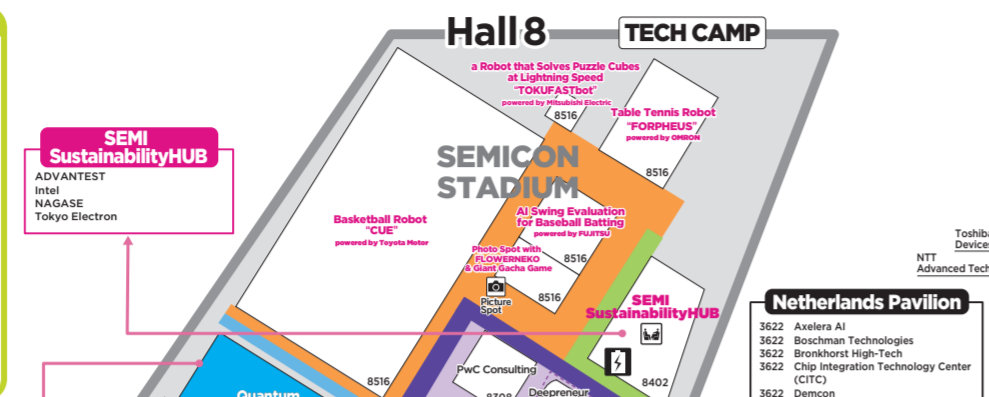 Hall 8
TECH CAMP
a Robot that Solves Puzzle Cubes
at Lightning Speed
"TOKUFASTbot"
powered by Mitsubishi Electric
8516
Table Tennis Robot
"FORPHEUS"
powered by OMRON
8516
SEMI
SustainabilityHUB
ADVANTEST
Intel
NAGASE
Tokyo Electron
SEMICON
STADIUM
Basketball Robot
"CUE"
powered by Toyota Motor
8516
AI Swing Evaluation
for Baseball Batting
powered by FUJITSU
8516
Photo Spot with
FLOWERNEKO
& Giant Gacha Game
8516
Picture
Spot
SEMI
SustainabilityHUB
8402
PwC Consulting
Deepreneur
Quantum
NTT
Advanced Tech
Netherlands Pavilion
3622 Axelera AI
3622 Boschman Technologies
3622 Bronkhorst High-Tech
3622 Chip Integration Technology Center
(CITC)
3622 Demcon